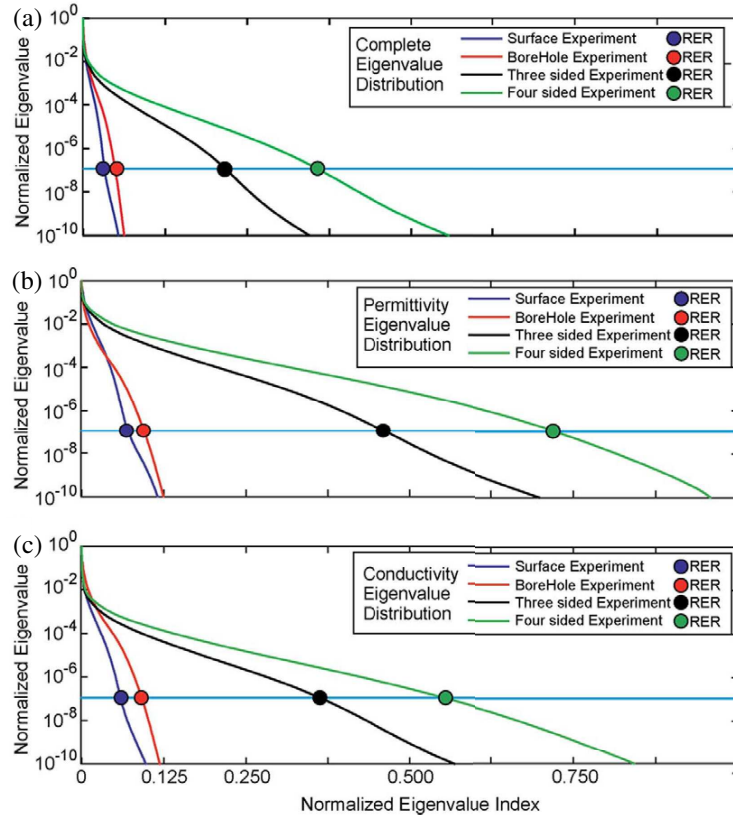 (a)
10^0
10^-2
10^-4
10^-6
10^-8
10^-10
Normalized Eigenvalue
Complete
Eigenvalue
Distribution
Surface Experiment RER
BoreHole Experiment RER
Three sided Experiment RER
Four sided Experiment RER
(b)
10^0
10^-2
10^-4
10^-6
10^-8
10^-10
Normalized Eigenvalue
Permittivity
Eigenvalue
Distribution
Surface Experiment RER
BoreHole Experiment RER
Three sided Experiment RER
Four sided Experiment RER
(c)
10^0
10^-2
10^-4
10^-6
10^-8
10^-10
Normalized Eigenvalue
Conductivity
Eigenvalue
Distribution
Surface Experiment RER
BoreHole Experiment RER
Three sided Experiment RER
Four sided Experiment RER
0 0.125 0.250 0.500 0.750
Normalized Eigenvalue Index